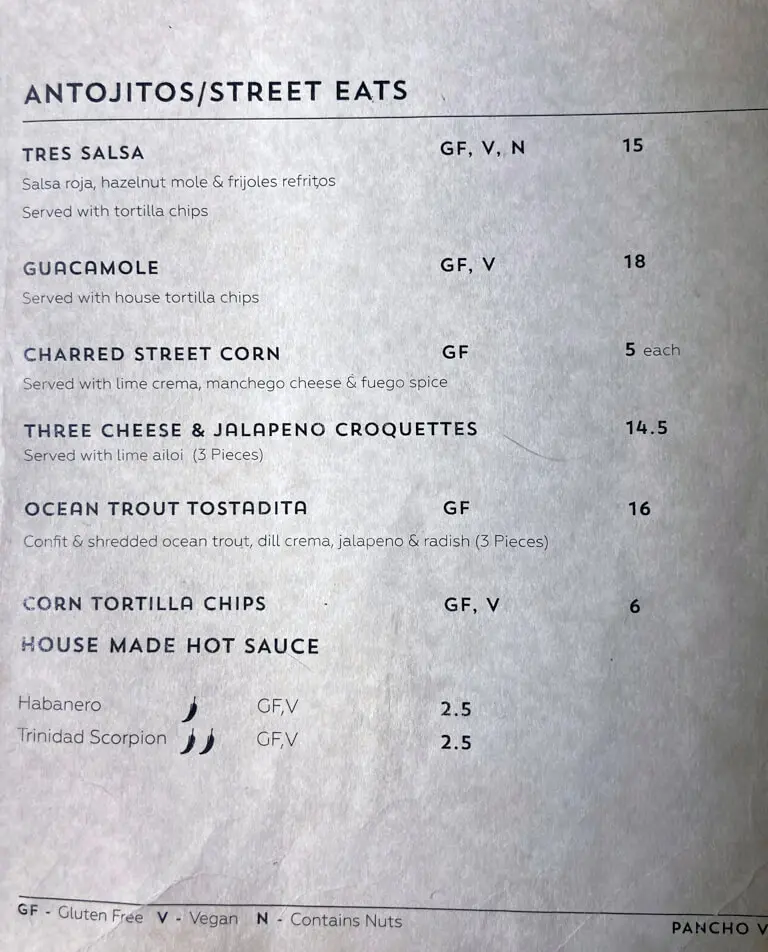 ANTOJITOS/STREET EATS
TRES SALSA GF, V, N 15
Salsa roja, hazelnut mole & frijoles refritos
Served with tortilla chips
GUACAMOLE GF, V 18
Served with house tortilla chips
CHARRED STREET CORN GF 5 each
Served with lime crema, manchego cheese & fuego spice
THREE CHEESE & JALAPENO CROQUETTES 14.5
Served with lime ailoi (3 Pieces)
OCEAN TROUT TOSTADITA GF 16
Confit & shredded ocean trout, dill crema, jalapeno & radish (3 Pieces)
CORN TORTILLA CHIPS GF, V 6
HOUSE MADE HOT SAUCE
Habanero GF,V 2.5
Trinidad Scorpion GF,V 2.5
GF - Gluten Free V - Vegan N - Contains Nuts
PANCHO V